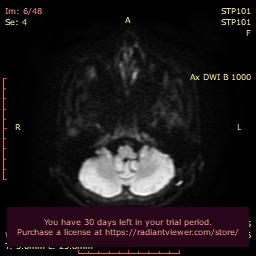 Im: 6/48
Se: 4
A
STP101
STP101
F
Ax DWI B 1000
R
L
You have 30 days left in your trial period.
Purchase a license at https://radiantviewer.com/store/